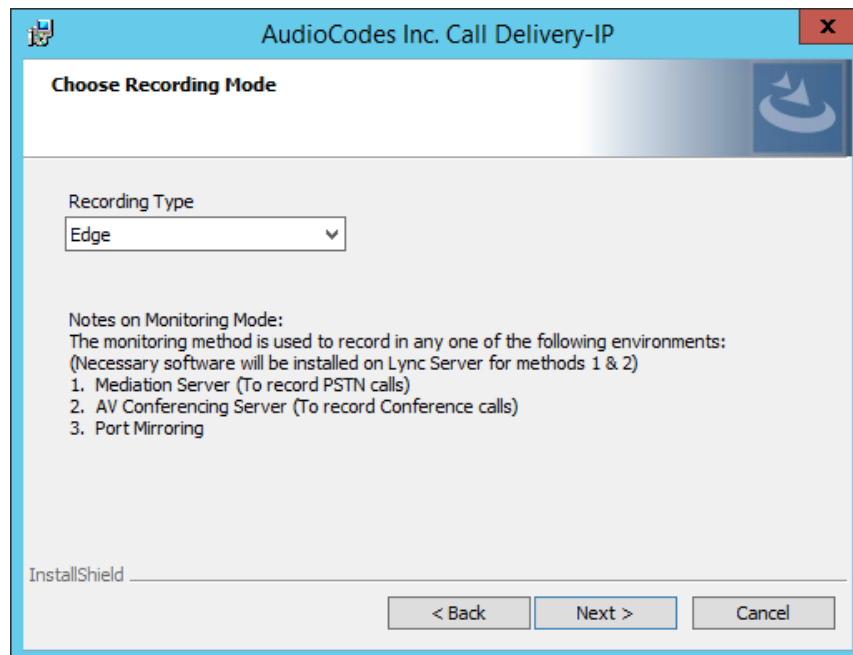 AudioCodes Inc. Call Delivery-IP
x
Choose Recording Mode
Recording Type
Edge
Notes on Monitoring Mode:
The monitoring method is used to record in any one of the following environments:
(Necessary software will be installed on Lync Server for methods 1 & 2)
1. Mediation Server (To record PSTN calls)
2. AV Conferencing Server (To record Conference calls)
3. Port Mirroring
InstallShield
< Back
Next >
Cancel